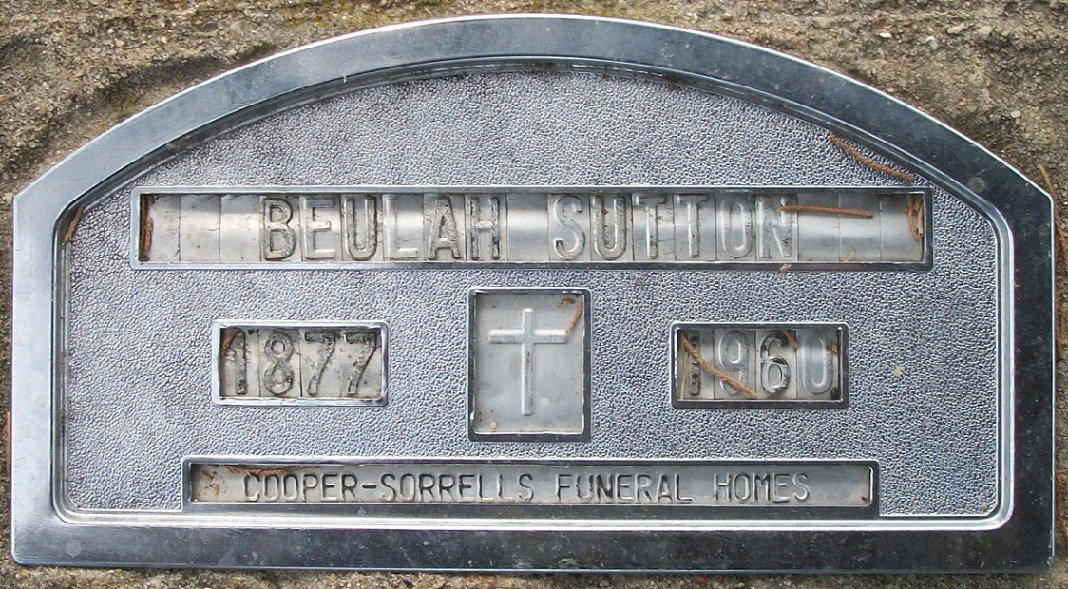 BEULAH SUTTON
1877 1960
COOPER-SORRELLS FUNERAL HOMES